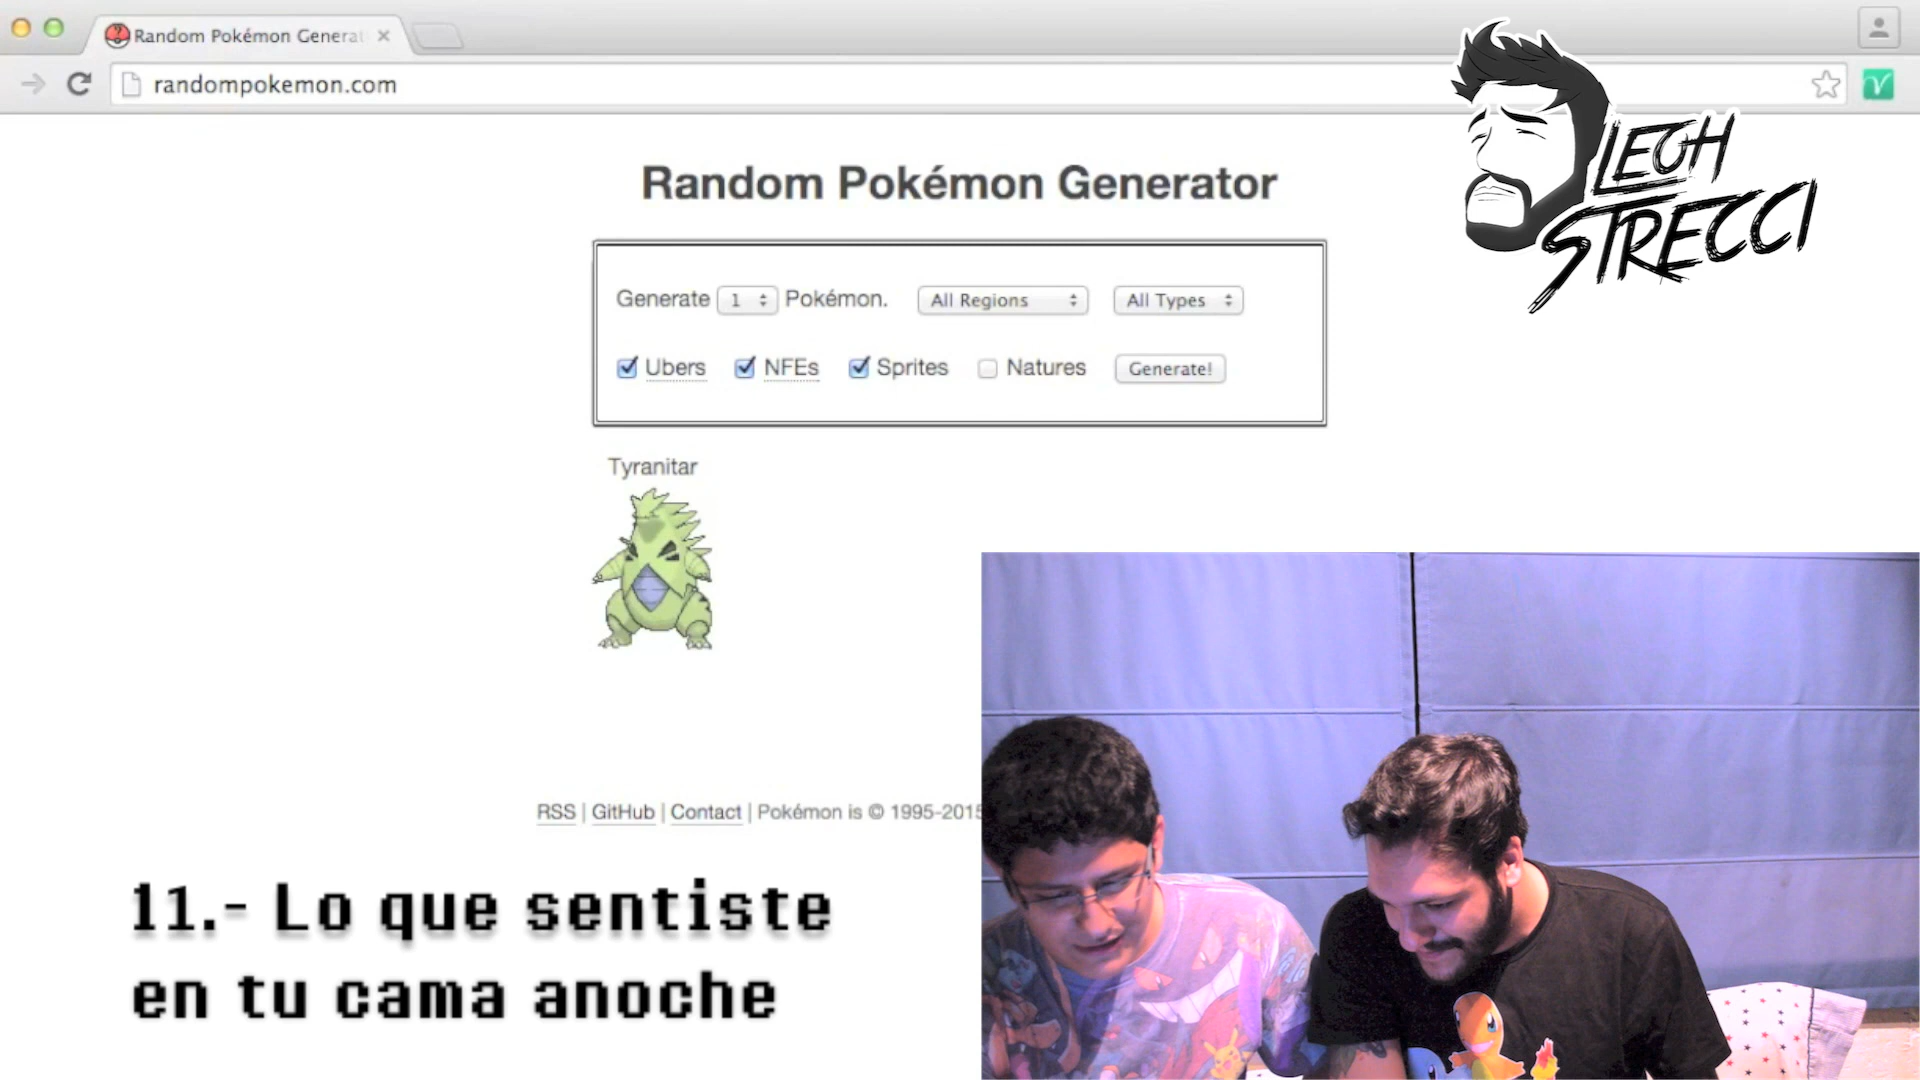 Random Pokémon Generat
randompokemon.com
LEOH
STRECCI
Random Pokémon Generator
Generate 1 Pokémon. All Regions All Types
Ubers NFEs Sprites Natures Generate!
Tyranitar
RSS | GitHub | Contact | Pokémon is © 1995-2015
11.- Lo que sentiste
en tu cama anoche